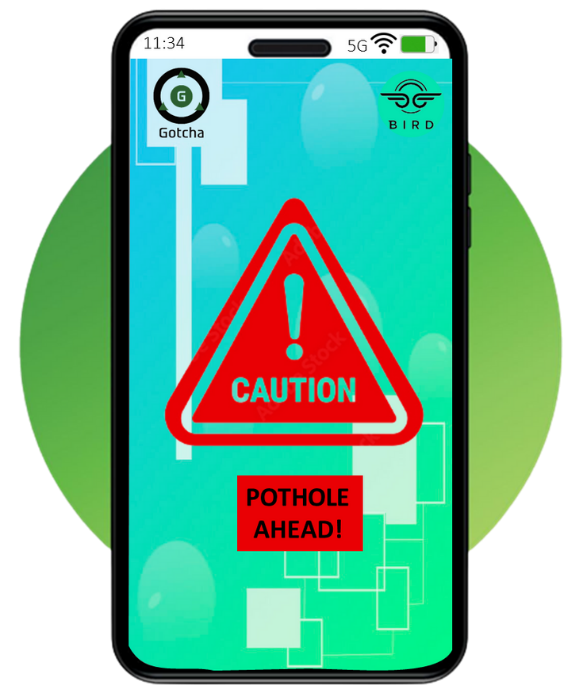 11:34
5G
G
Gotcha
BIRD
CAUTION
POTHOLE
AHEAD!